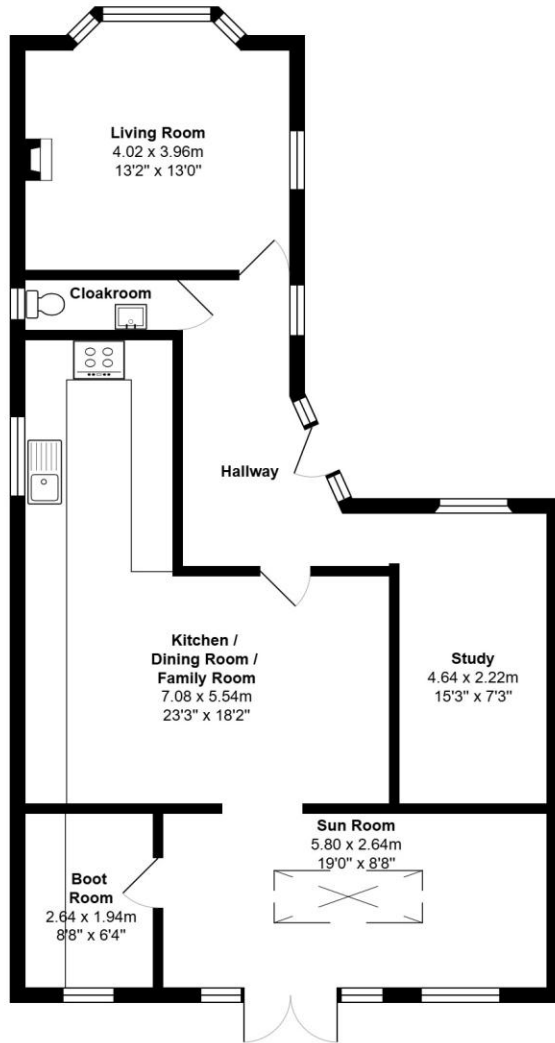 Living Room
4.02 x 3.96m
13'2" x 13'0"
Cloakroom
Hallway
Kitchen /
Dining Room /
Family Room
7.08 x 5.54m
23'3" x 18'2"
Study
4.64 x 2.22m
15'3" x 7'3"
Sun Room
5.80 x 2.64m
19'0" x 8'8"
Boot
Room
2.64 x 1.94m
8'8" x 6'4"